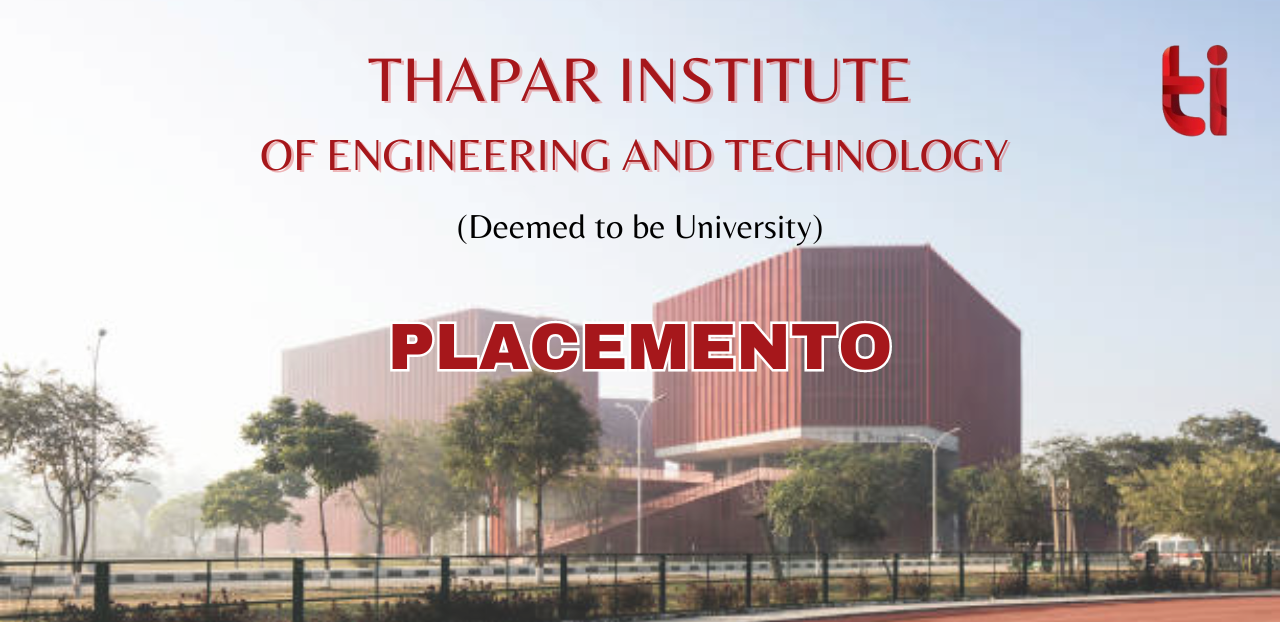 THAPAR INSTITUTE
ti
OF ENGINEERING AND TECHNOLOGY
(Deemed to be University)
PLACEMENTO